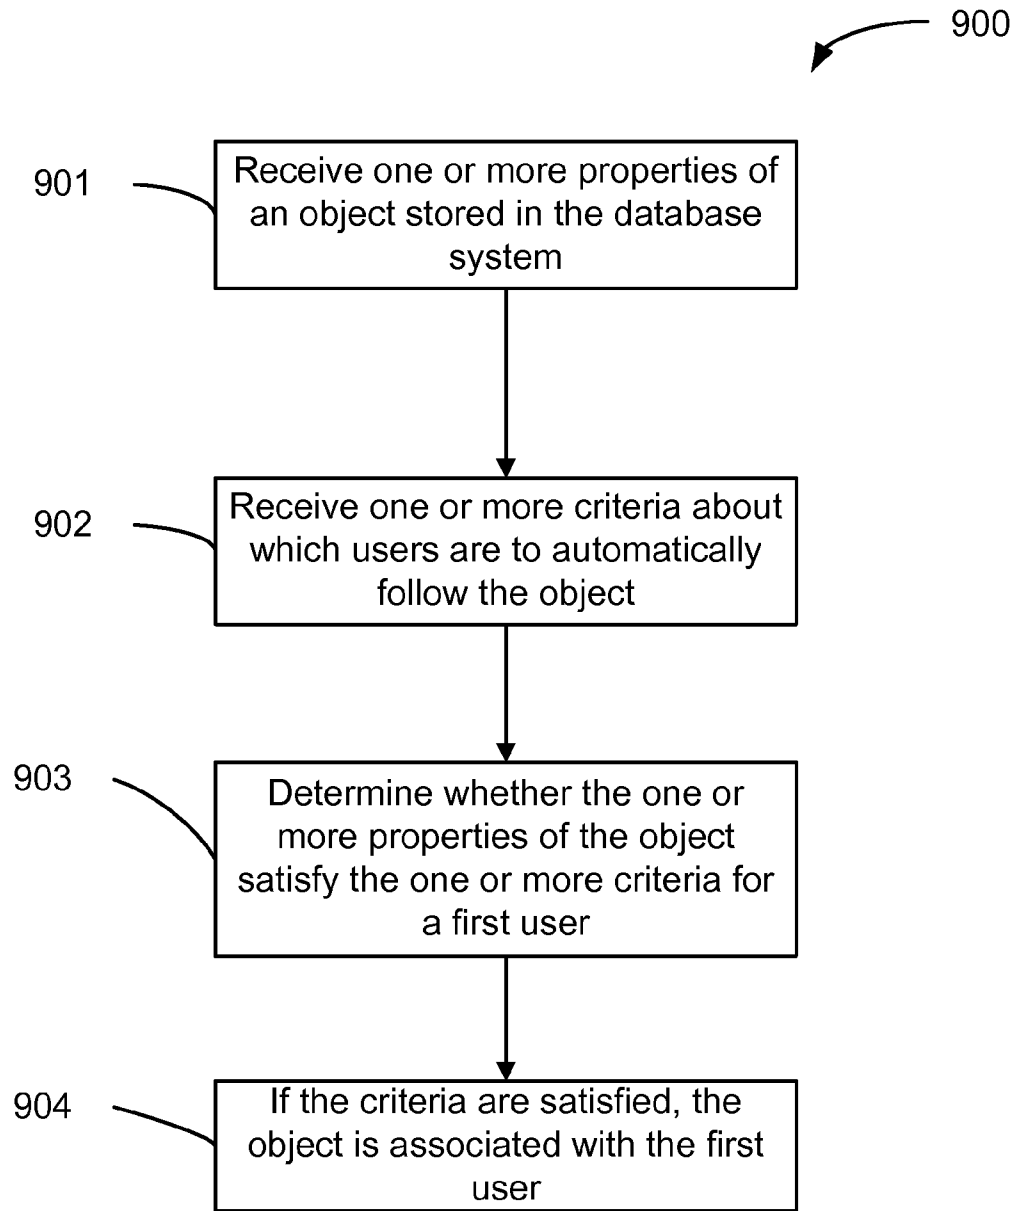 900
901
Receive one or more properties of
an object stored in the database
system
902
Receive one or more criteria about
which users are to automatically
follow the object
903
Determine whether the one or
more properties of the object
satisfy the one or more criteria for
a first user
904
If the criteria are satisfied, the
object is associated with the first
user